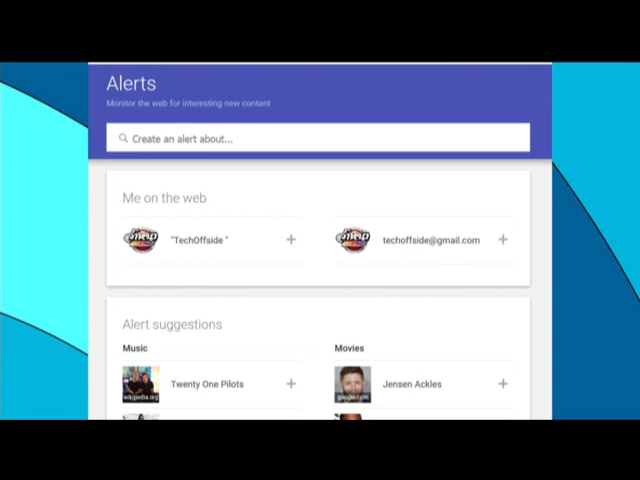 Alerts
Monitor the web for interesting new content
Create an alert about...
Me on the web
"TechOffside "
techoffside@gmail.com
Alert suggestions
Music
Movies
Twenty One Pilots
Jensen Ackles
wikipedia.org
google.com